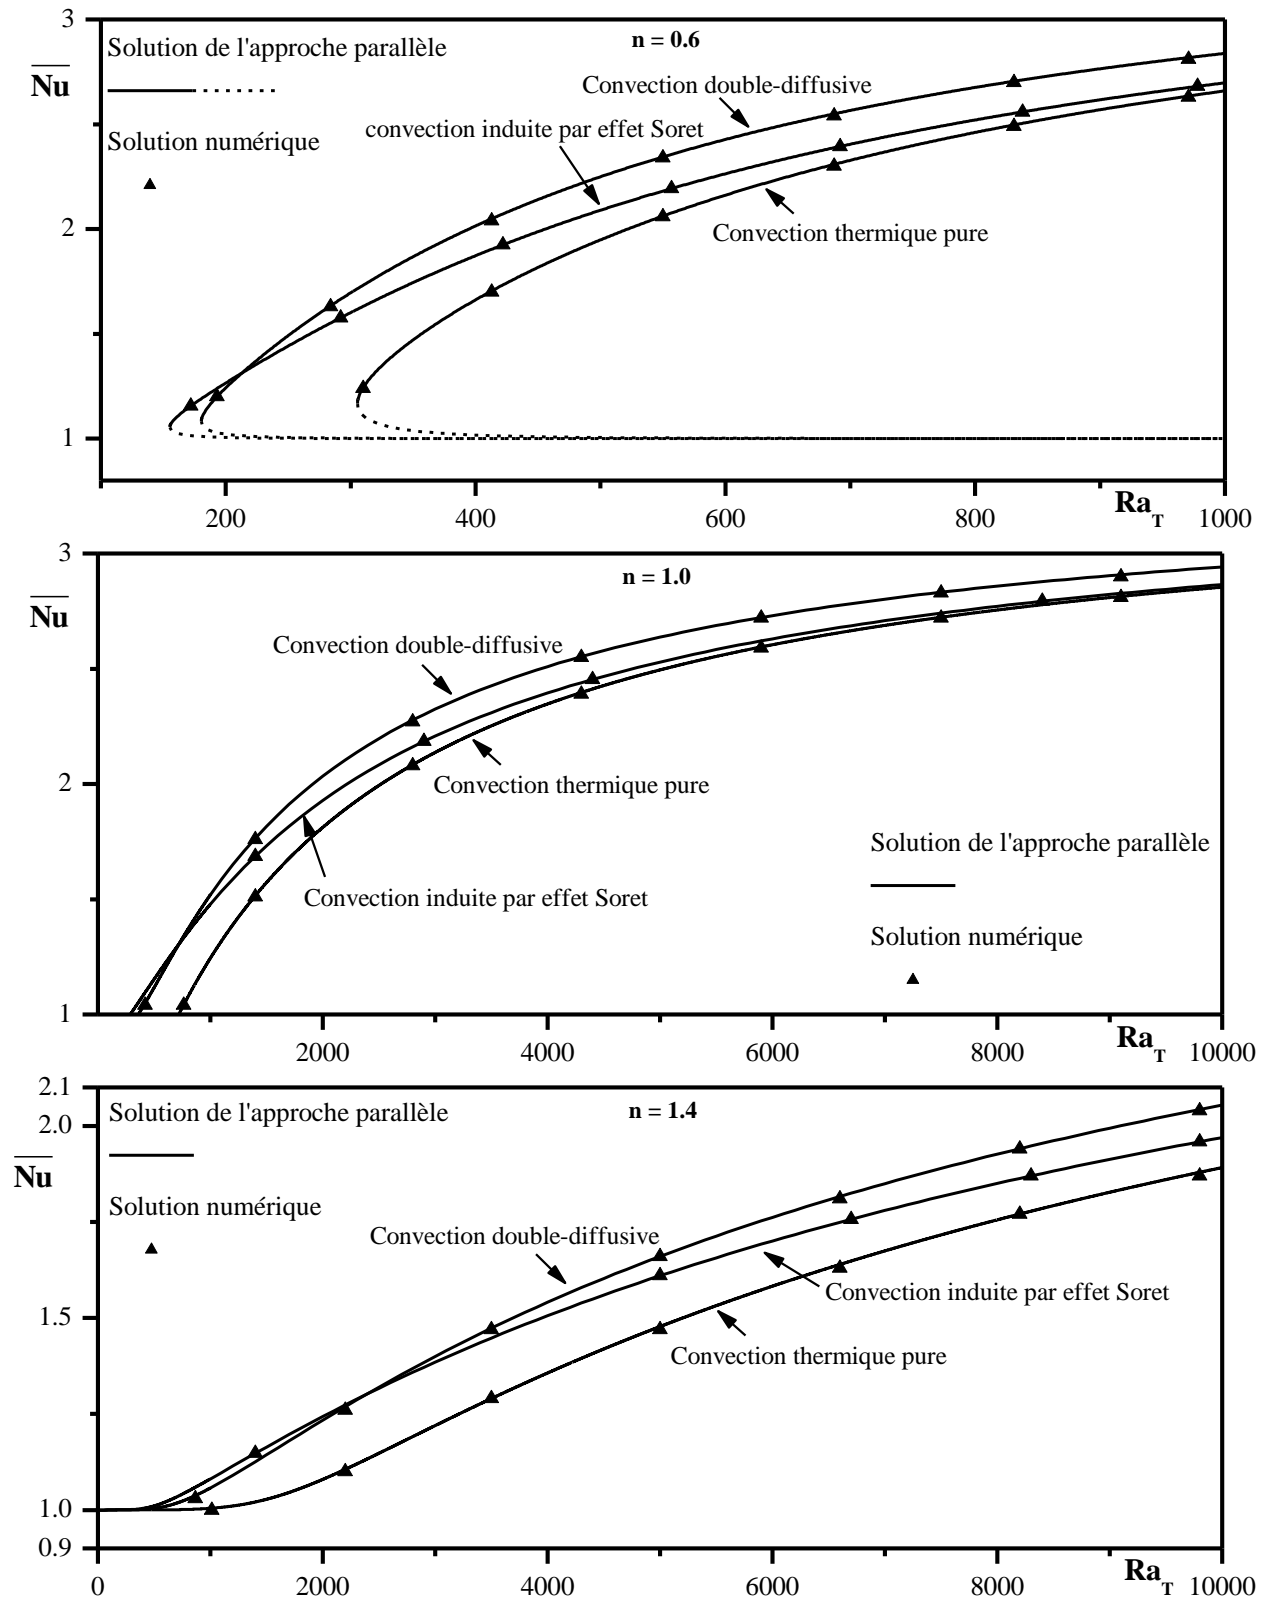 3
Solution de l'approche parallèle
n = 0.6
Nu
Convection double-diffusive
convection induite par effet Soret
Solution numérique
2
Convection thermique pure
1
Ra_T
200
400
600
800
1000
3
n = 1.0
Nu
Convection double-diffusive
2
Convection thermique pure
Solution de l'approche parallèle
Convection induite par effet Soret
Solution numérique
1
Ra_T
2000
4000
6000
8000
10000
2.1
Solution de l'approche parallèle
n = 1.4
2.0
Nu
Solution numérique
Convection double-diffusive
Convection induite par effet Soret
1.5
Convection thermique pure
1.0
0.9
Ra_T
0
2000
4000
6000
8000
10000